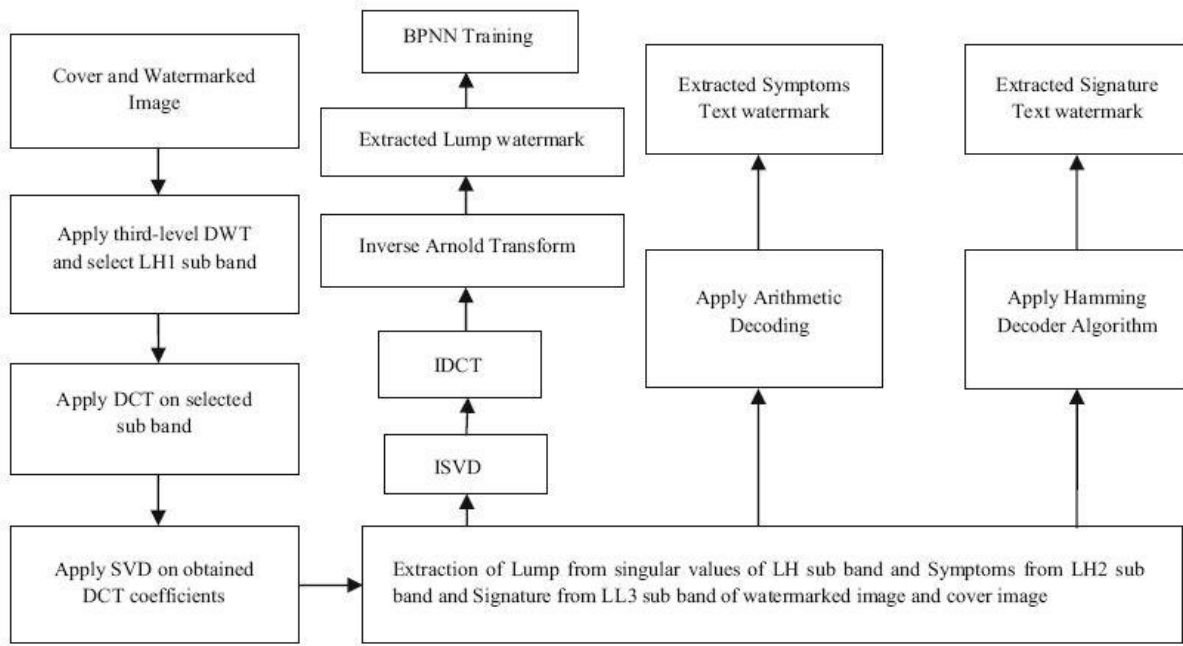 Cover and Watermarked
Image
Apply third-level DWT
and select LH1 sub band
Apply DCT on selected
sub band
Apply SVD on obtained
DCT coefficients
BPNN Training
Extracted Lump watermark
Inverse Arnold Transform
IDCT
ISVD
Extracted Symptoms
Text watermark
Apply Arithmetic
Decoding
Extracted Signature
Text watermark
Apply Hamming
Decoder Algorithm
Extraction of Lump from singular values of LH sub band and Symptoms from LH2 sub
band and Signature from LL3 sub band of watermarked image and cover image